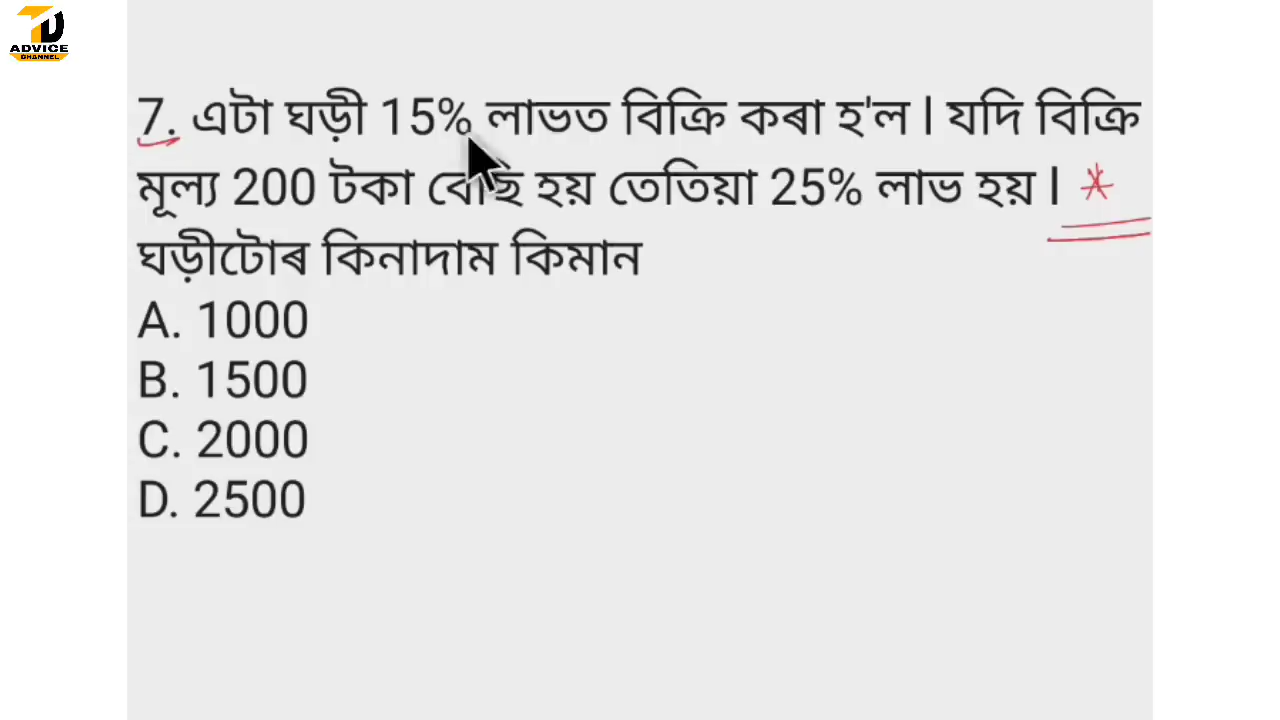 TD
ADVICE
CHANNEL
7. এটা ঘড়ী 15% লাভত বিক্ৰি কৰা হ'ল l যদি বিক্ৰি
মূল্য 200 টকা বেছি হয় তেতিয়া 25% লাভ হয় l *
ঘড়ীটোৰ কিনাদাম কিমান
A. 1000
B. 1500
C. 2000
D. 2500